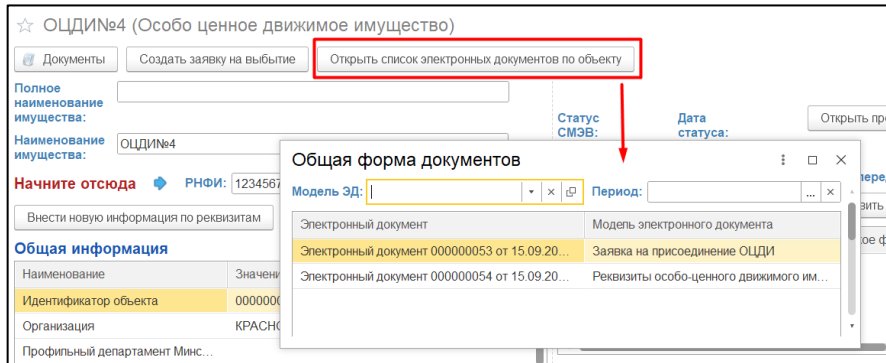 ОЦДИ№4 (Особо ценное движимое имущество)
Документы
Создать заявку на выбытие
Открыть список электронных документов по объекту
Полное
наименование
имущества:
Статус
СМЭВ:
Дата
статуса:
Открыть про
Наименование
имущества:
ОЦДИ№4
Начните отсюда
РНФИ:
1234567
Внести новую информация по реквизитам
Общая информация
Наименование
Значени
Идентификатор объекта
0000000
Организация
КРАСНО
Профильный департамент Минс...
Общая форма документов
Модель ЭД:
Период:
...
Электронный документ
Модель электронного документа
Электронный документ 000000053 от 15.09.20...
Заявка на присоединение ОЦДИ
Электронный документ 000000054 от 15.09.20...
Реквизиты особо-ценного движимого им...